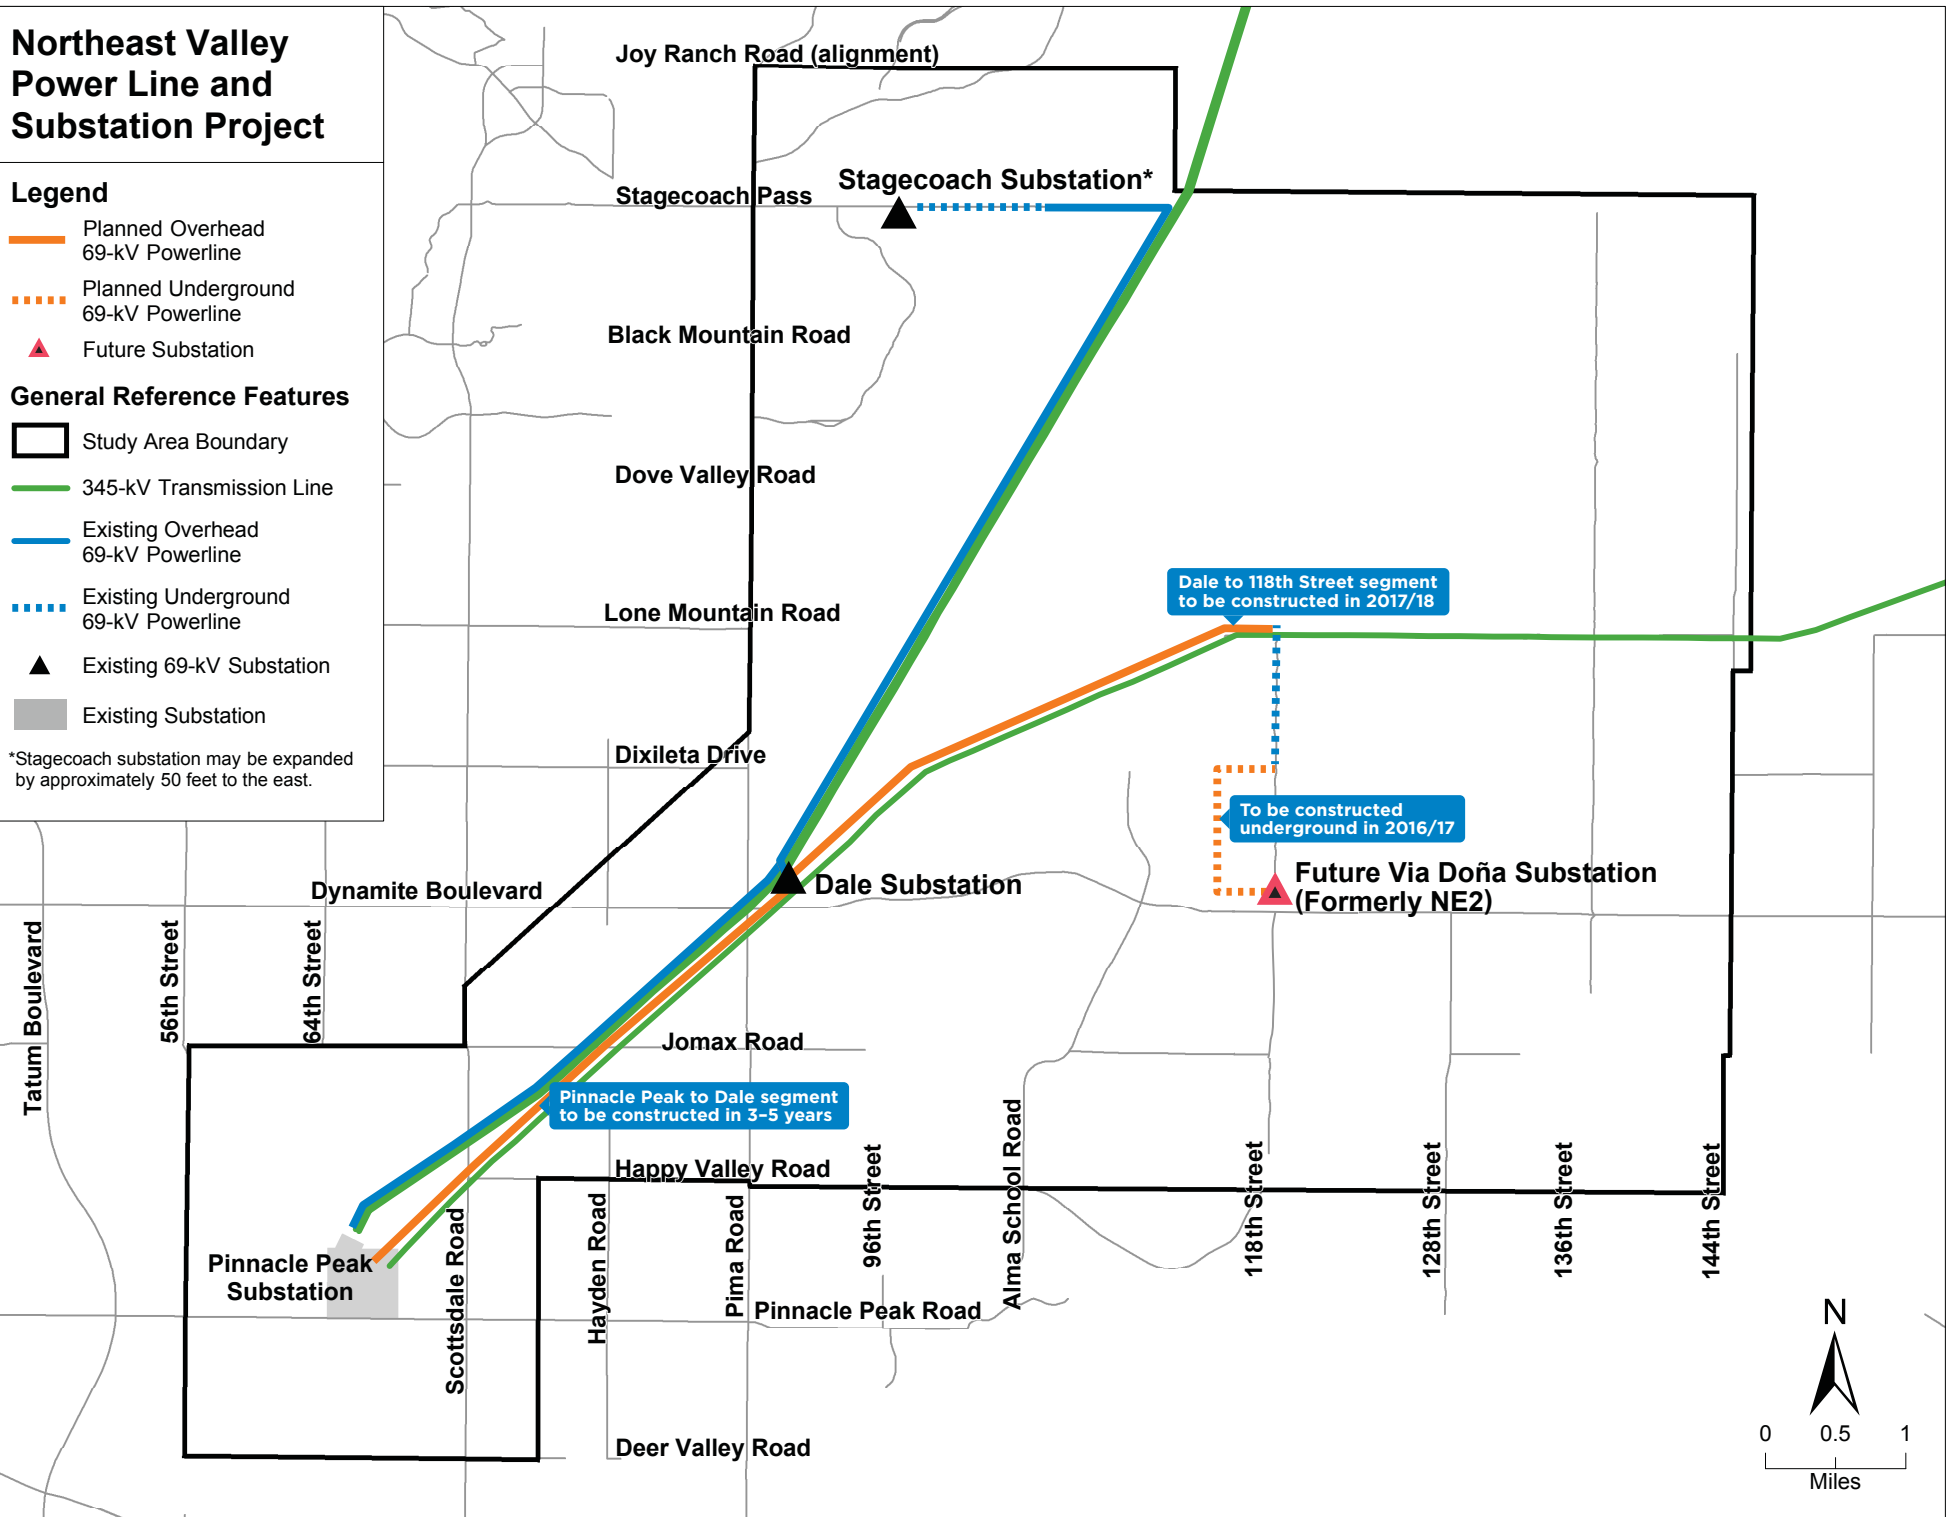 Northeast Valley
Power Line and
Substation Project
Legend
Planned Overhead
69-kV Powerline
Planned Underground
69-kV Powerline
Future Substation
General Reference Features
Study Area Boundary
345-kV Transmission Line
Existing Overhead
69-kV Powerline
Existing Underground
69-kV Powerline
Existing 69-kV Substation
Existing Substation
*Stagecoach substation may be expanded
by approximately 50 feet to the east.
Joy Ranch Road (alignment)
Stagecoach Substation*
Stagecoach Pass
Black Mountain Road
Dove Valley Road
Dale to 118th Street segment
to be constructed in 2017/18
Lone Mountain Road
Dixileta Drive
To be constructed
underground in 2016/17
Future Via Doña Substation
(Formerly NE2)
Dale Substation
Dynamite Boulevard
Tatum Boulevard
56th Street
64th Street
Jomax Road
Pinnacle Peak to Dale segment
to be constructed in 3–5 years
Happy Valley Road
Pinnacle Peak
Substation
Scottsdale Road
Hayden Road
Pima Road
96th Street
Alma School Road
118th Street
128th Street
136th Street
144th Street
Pinnacle Peak Road
Deer Valley Road
N
0 0.5 1
Miles